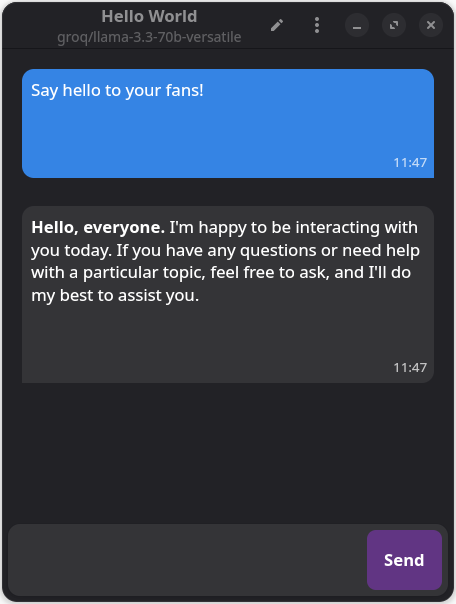 Hello World
groq/llama-3.3-70b-versatile
Say hello to your fans!
11:47
Hello, everyone. I'm happy to be interacting with
you today. If you have any questions or need help
with a particular topic, feel free to ask, and I'll do
my best to assist you.
11:47
Send